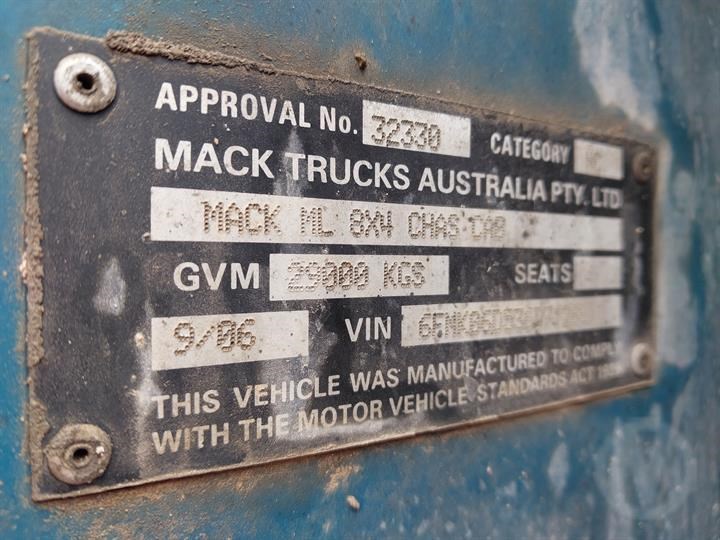 APPROVAL No. 32330 CATEGORY
MACK TRUCKS AUSTRALIA PTY. LTD
MACK ML 8X4 CHAS CAB
GVM 29000 KGS SEATS
9/06 VIN
THIS VEHICLE WAS MANUFACTURED TO COMPLY
WITH THE MOTOR VEHICLE STANDARDS ACT